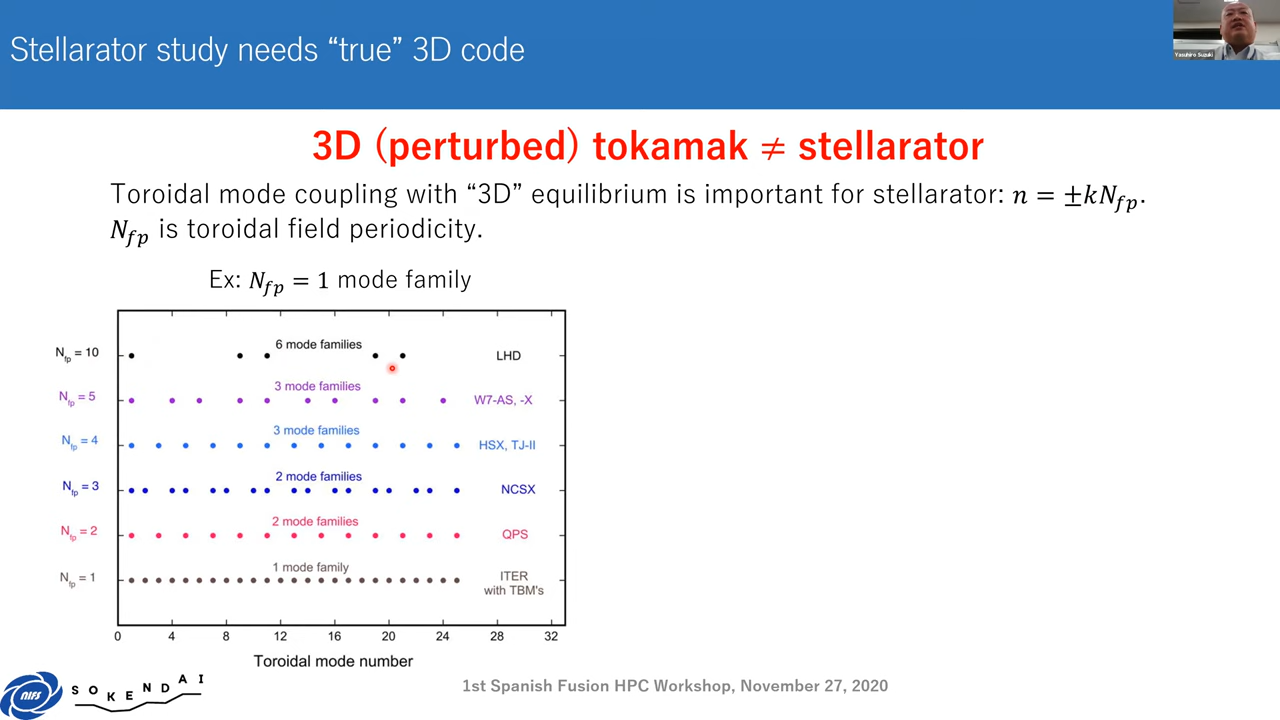 Stellarator study needs “true” 3D code
Yasuhiro Suzuki
3D (perturbed) tokamak ≠ stellarator
Toroidal mode coupling with “3D” equilibrium is important for stellarator: n = ±kN_fp.
N_fp is toroidal field periodicity.
Ex: N_fp = 1 mode family
N_fp = 10 6 mode families LHD
N_fp = 5 3 mode families W7-AS, -X
N_fp = 4 3 mode families HSX, TJ-II
N_fp = 3 2 mode families NCSX
N_fp = 2 2 mode families QPS
N_fp = 1 1 mode family ITER
with TBM's
0 4 8 12 16 20 24 28 32
Toroidal mode number
NIFS
SOKENDAI
1st Spanish Fusion HPC Workshop, November 27, 2020